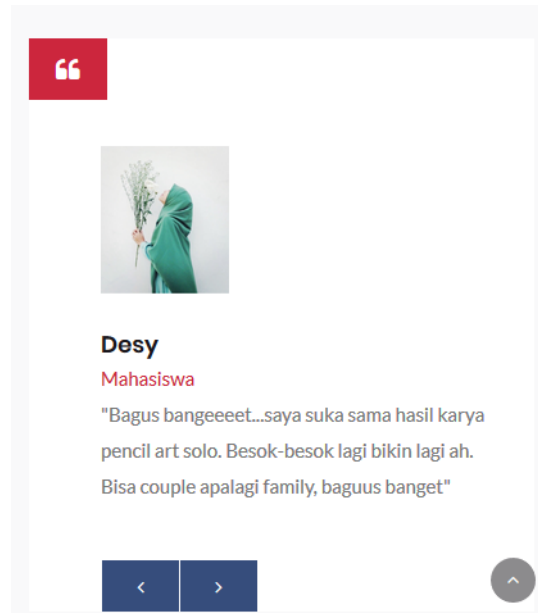 Desy
Mahasiswa
"Bagus bangeeeet...saya suka sama hasil karya
pencil art solo. Besok-besok lagi bikin lagi ah.
Bisa couple apalagi family, baguus banget"